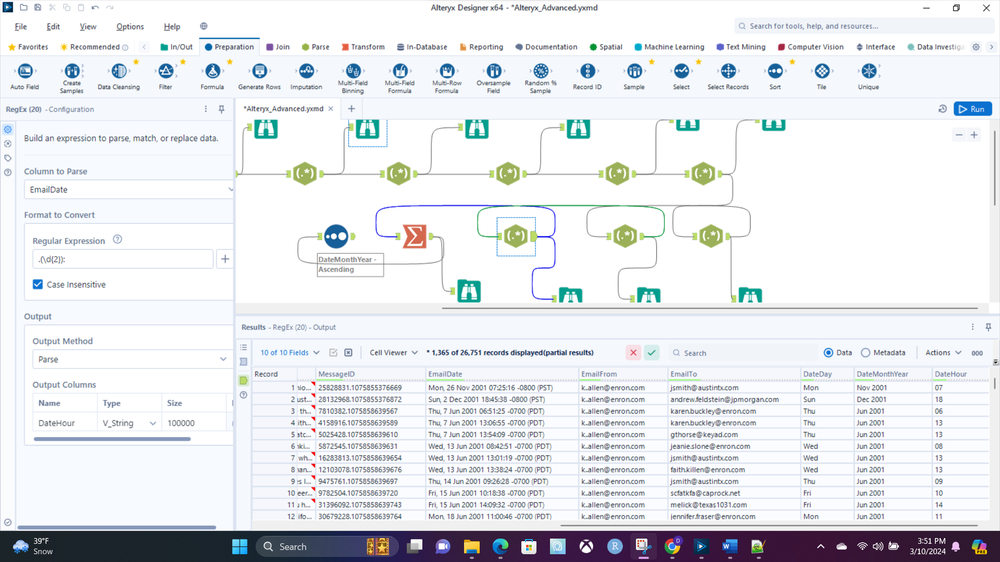 Alteryx Designer x64 - *Alteryx_Advanced.yxmd
File Edit View Options Help
Search for tools, help, and resources...
Favorites Recommended In/Out Preparation Join Parse Transform In-Database Reporting Documentation Spatial Machine Learning Text Mining Computer Vision Interface Data Investiga
Auto Field
Create Samples
Data Cleansing
Filter
Formula
Generate Rows
Imputation
Multi-Field Binning
Multi-Field Formula
Multi-Row Formula
Oversample Field
Random % Sample
Record ID
Sample
Select
Select Records
Sort
Tile
Unique
RegEx (20) - Configuration
*Alteryx_Advanced.yxmd
Run
Build an expression to parse, match, or replace data.
Column to Parse
EmailDate
Format to Convert
Regular Expression
.(\d{2}):
Case Insensitive
Output
Output Method
Parse
Output Columns
Name Type Size
DateHour V_String 100000
(.*) (.*) (.*) (.*) (.*)
(.*) (.*) (.*)
DateMonthYear -
Ascending
Results - RegEx (20) - Output
10 of 10 Fields Cell Viewer * 1,365 of 26,751 records displayed(partial results) Search Data Metadata Actions 000
Record MessageID EmailDate EmailFrom EmailTo DateDay DateMonthYear DateHour
1 nio... 25828831.1075855376669 Mon, 26 Nov 2001 07:25:16 -0800 (PST) k..allen@enron.com jsmith@austintx.com Mon Nov 2001 07
2 ust... 28132968.1075855376872 Sun, 2 Dec 2001 18:45:38 -0800 (PST) k..allen@enron.com andrew.feldstein@jpmorgan.com Sun Dec 2001 18
3 th... 7810382.1075858639567 Thu, 7 Jun 2001 06:51:25 -0700 (PDT) k..allen@enron.com karen.buckley@enron.com Thu Jun 2001 06
4 ith... 4158916.1075858639589 Thu, 7 Jun 2001 13:06:55 -0700 (PDT) k..allen@enron.com karen.buckley@enron.com Thu Jun 2001 13
5 atc... 5025428.1075858639610 Thu, 7 Jun 2001 13:54:09 -0700 (PDT) k..allen@enron.com gthorse@keyad.com Thu Jun 2001 13
6 nki... 5872545.1075858639631 Wed, 13 Jun 2001 08:42:51 -0700 (PDT) k..allen@enron.com jeanie.slone@enron.com Wed Jun 2001 08
7 wh... 16283813.1075858639654 Wed, 13 Jun 2001 13:01:19 -0700 (PDT) k..allen@enron.com jsmith@austintx.com Wed Jun 2001 13
8 nan... 12103078.1075858639676 Wed, 13 Jun 2001 13:38:24 -0700 (PDT) k..allen@enron.com faith.killen@enron.com Wed Jun 2001 13
9 es l... 9475761.1075858639697 Thu, 14 Jun 2001 09:26:28 -0700 (PDT) k..allen@enron.com jsmith@austintx.com Thu Jun 2001 09
10 eer... 9782504.1075858639720 Fri, 15 Jun 2001 10:18:38 -0700 (PDT) k..allen@enron.com scfatkfa@caprock.net Fri Jun 2001 10
11 u h... 31396092.1075858639743 Fri, 15 Jun 2001 14:09:32 -0700 (PDT) k..allen@enron.com melick@texas1031.com Fri Jun 2001 14
12 ifo... 30679228.1075858639764 Mon, 18 Jun 2001 11:00:46 -0700 (PDT) k..allen@enron.com jennifer.fraser@enron.com Mon Jun 2001 11
39°F
Snow
Search
3:51 PM
3/10/2024